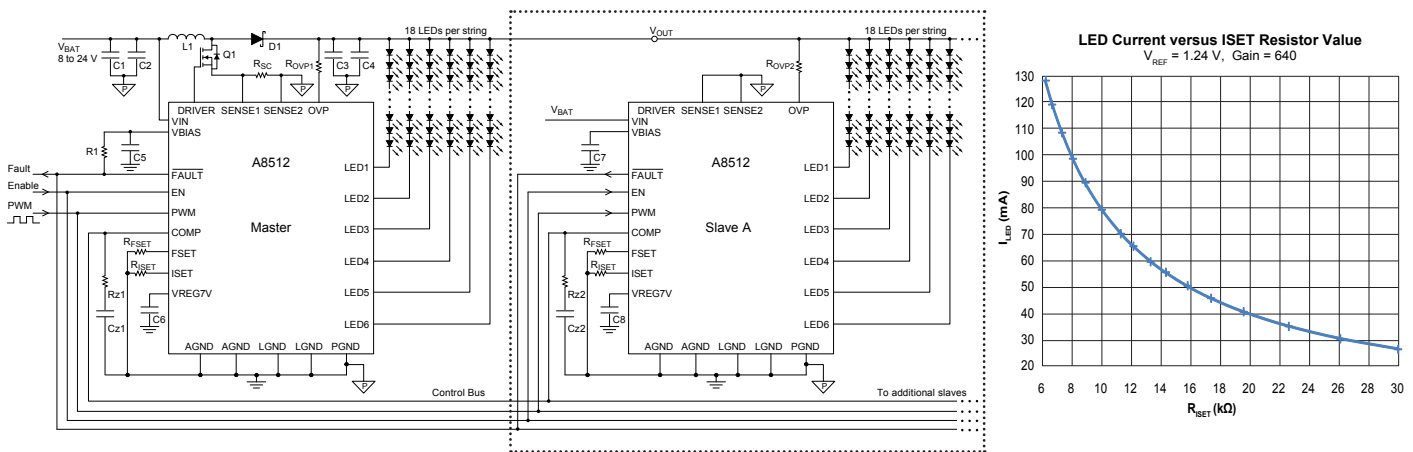 VBAT
8 to 24 V
C1
C2
L1
Q1
D1
RSC
P
ROVP1
C3
C4
P
P
18 LEDs per string
DRIVER SENSE1 SENSE2 OVP
VIN
VBIAS
R1
C5
A8512
Fault
FAULT
Enable
EN
PWM
PWM
Master
COMP
RFSET
FSET
RISET
ISET
Rz1
VREG7V
Cz1
C6
LED1
LED2
LED3
LED4
LED5
LED6
AGND AGND LGND LGND PGND
P
Control Bus
VOUT
18 LEDs per string
ROVP2
P
DRIVER SENSE1 SENSE2 OVP
VBAT
VIN
VBIAS
C7
A8512
FAULT
EN
PWM
Slave A
COMP
RFSET
FSET
RISET
ISET
Rz2
VREG7V
Cz2
C8
LED1
LED2
LED3
LED4
LED5
LED6
AGND AGND LGND LGND PGND
P
To additional slaves
LED Current versus ISET Resistor Value
VREF = 1.24 V, Gain = 640
ILED (mA)
130
120
110
100
90
80
70
60
50
40
30
20
6 8 10 12 14 16 18 20 22 24 26 28 30
RISET (kΩ)